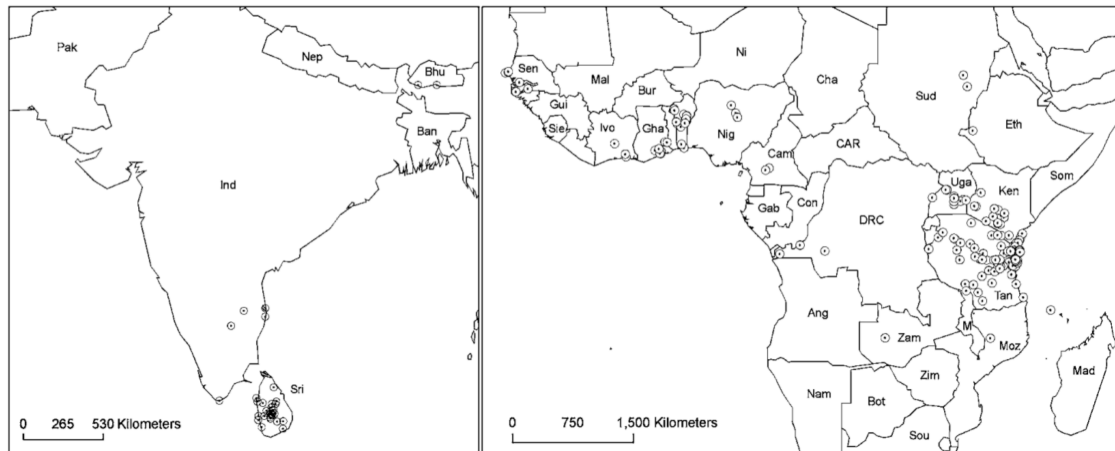 Pak
Nep
Bhu
Ban
Ind
Sri
0 265 530 Kilometers
Sen
Mal
Ni
Cha
Sud
Gui
Bur
Eth
Sie
Ivo
Gha
Nig
CAR
Cam
Som
Uga
Ken
Gab
Con
DRC
Tan
Ang
M
Zam
Moz
Mad
Zim
Nam
Bot
Sou
0 750 1,500 Kilometers